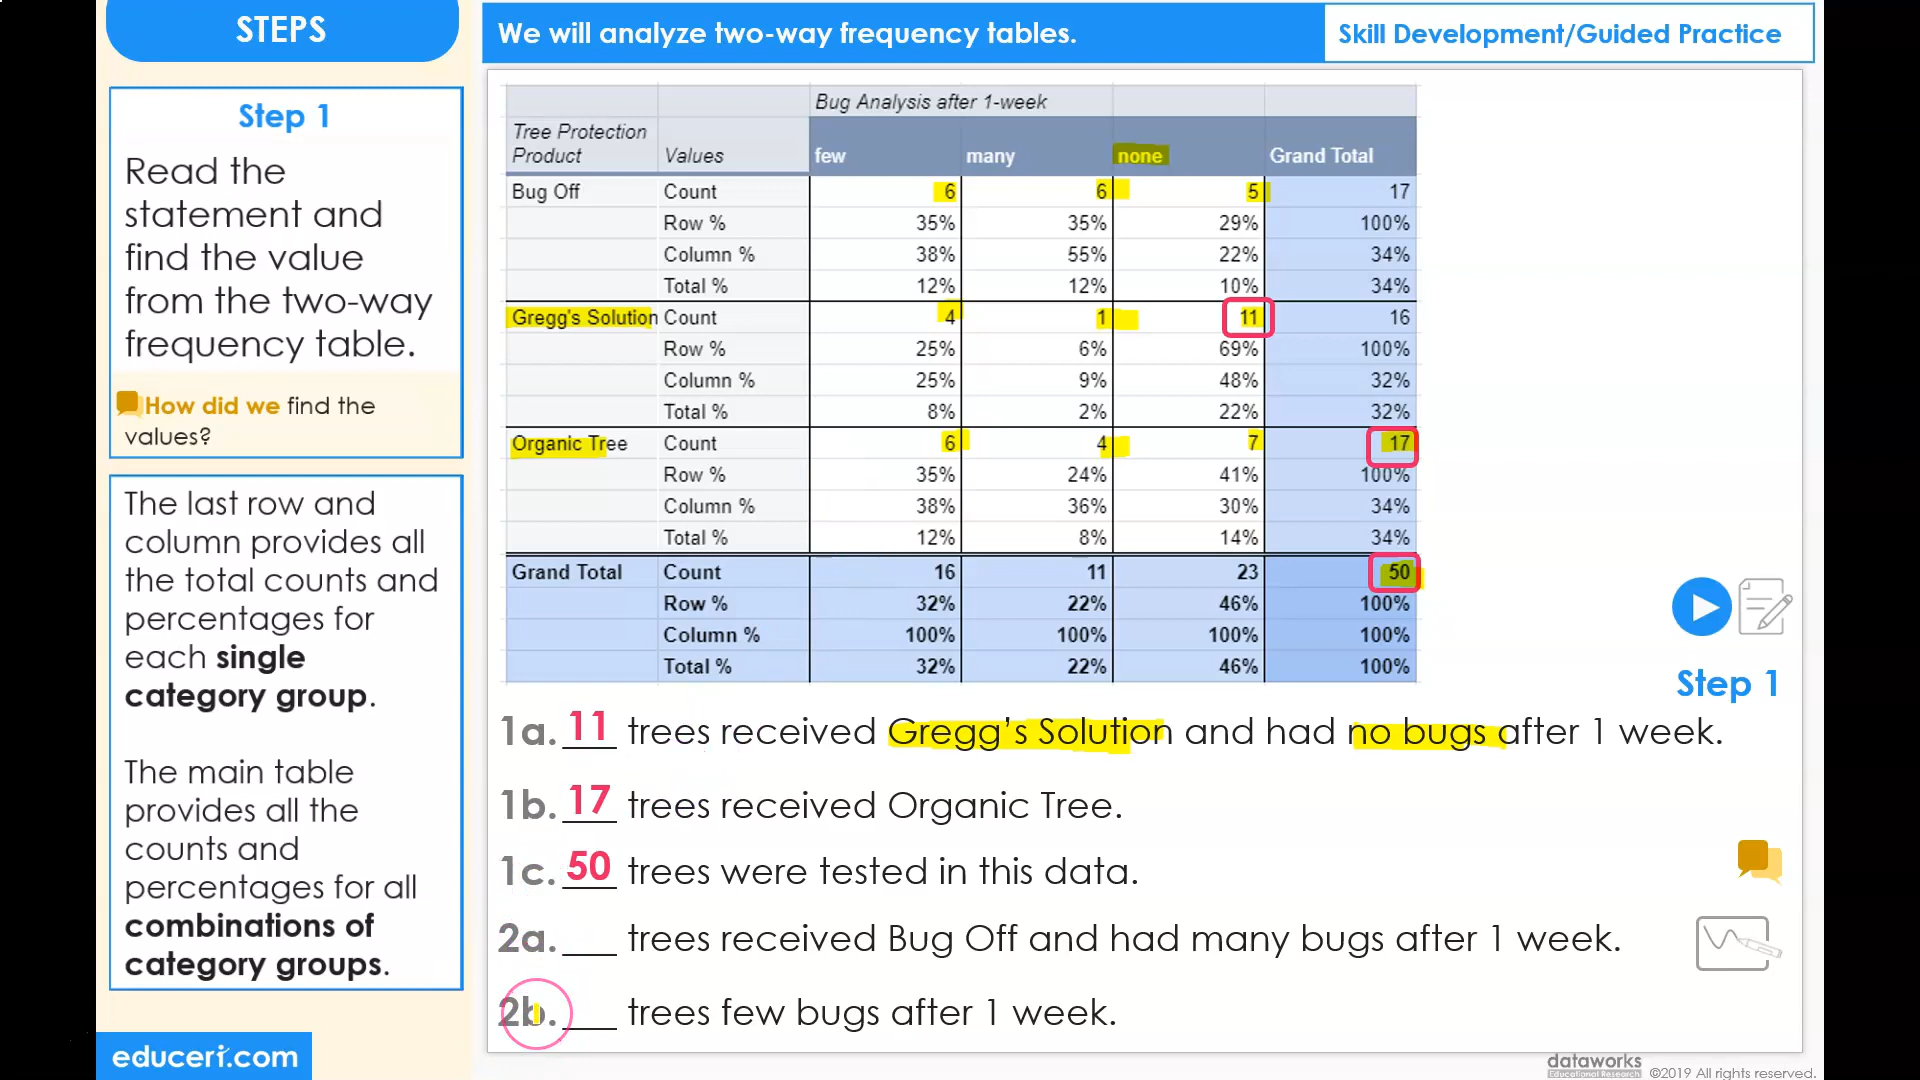 STEPS
We will analyze two-way frequency tables.
Skill Development/Guided Practice
Step 1
Read the
statement and
find the value
from the two-way
frequency table.
How did we find the
values?
The last row and
column provides all
the total counts and
percentages for
each single
category group.
The main table
provides all the
counts and
percentages for all
combinations of
category groups.
educeri.com
Bug Analysis after 1-week
Tree Protection
Product Values few many none Grand Total
Bug Off Count 6 6 5 17
Row % 35% 35% 29% 100%
Column % 38% 55% 22% 34%
Total % 12% 12% 10% 34%
Gregg's Solution Count 4 1 11 16
Row % 25% 6% 69% 100%
Column % 25% 9% 48% 32%
Total % 8% 2% 22% 32%
Organic Tree Count 6 4 7 17
Row % 35% 24% 41% 100%
Column % 38% 36% 30% 34%
Total % 12% 8% 14% 34%
Grand Total Count 16 11 23 50
Row % 32% 22% 46% 100%
Column % 100% 100% 100% 100%
Total % 32% 22% 46% 100%
Step 1
1a. 11 trees received Gregg's Solution and had no bugs after 1 week.
1b. 17 trees received Organic Tree.
1c. 50 trees were tested in this data.
2a. ___ trees received Bug Off and had many bugs after 1 week.
2b. ___ trees few bugs after 1 week.
dataworks
Educational Research
©2019 All rights reserved.